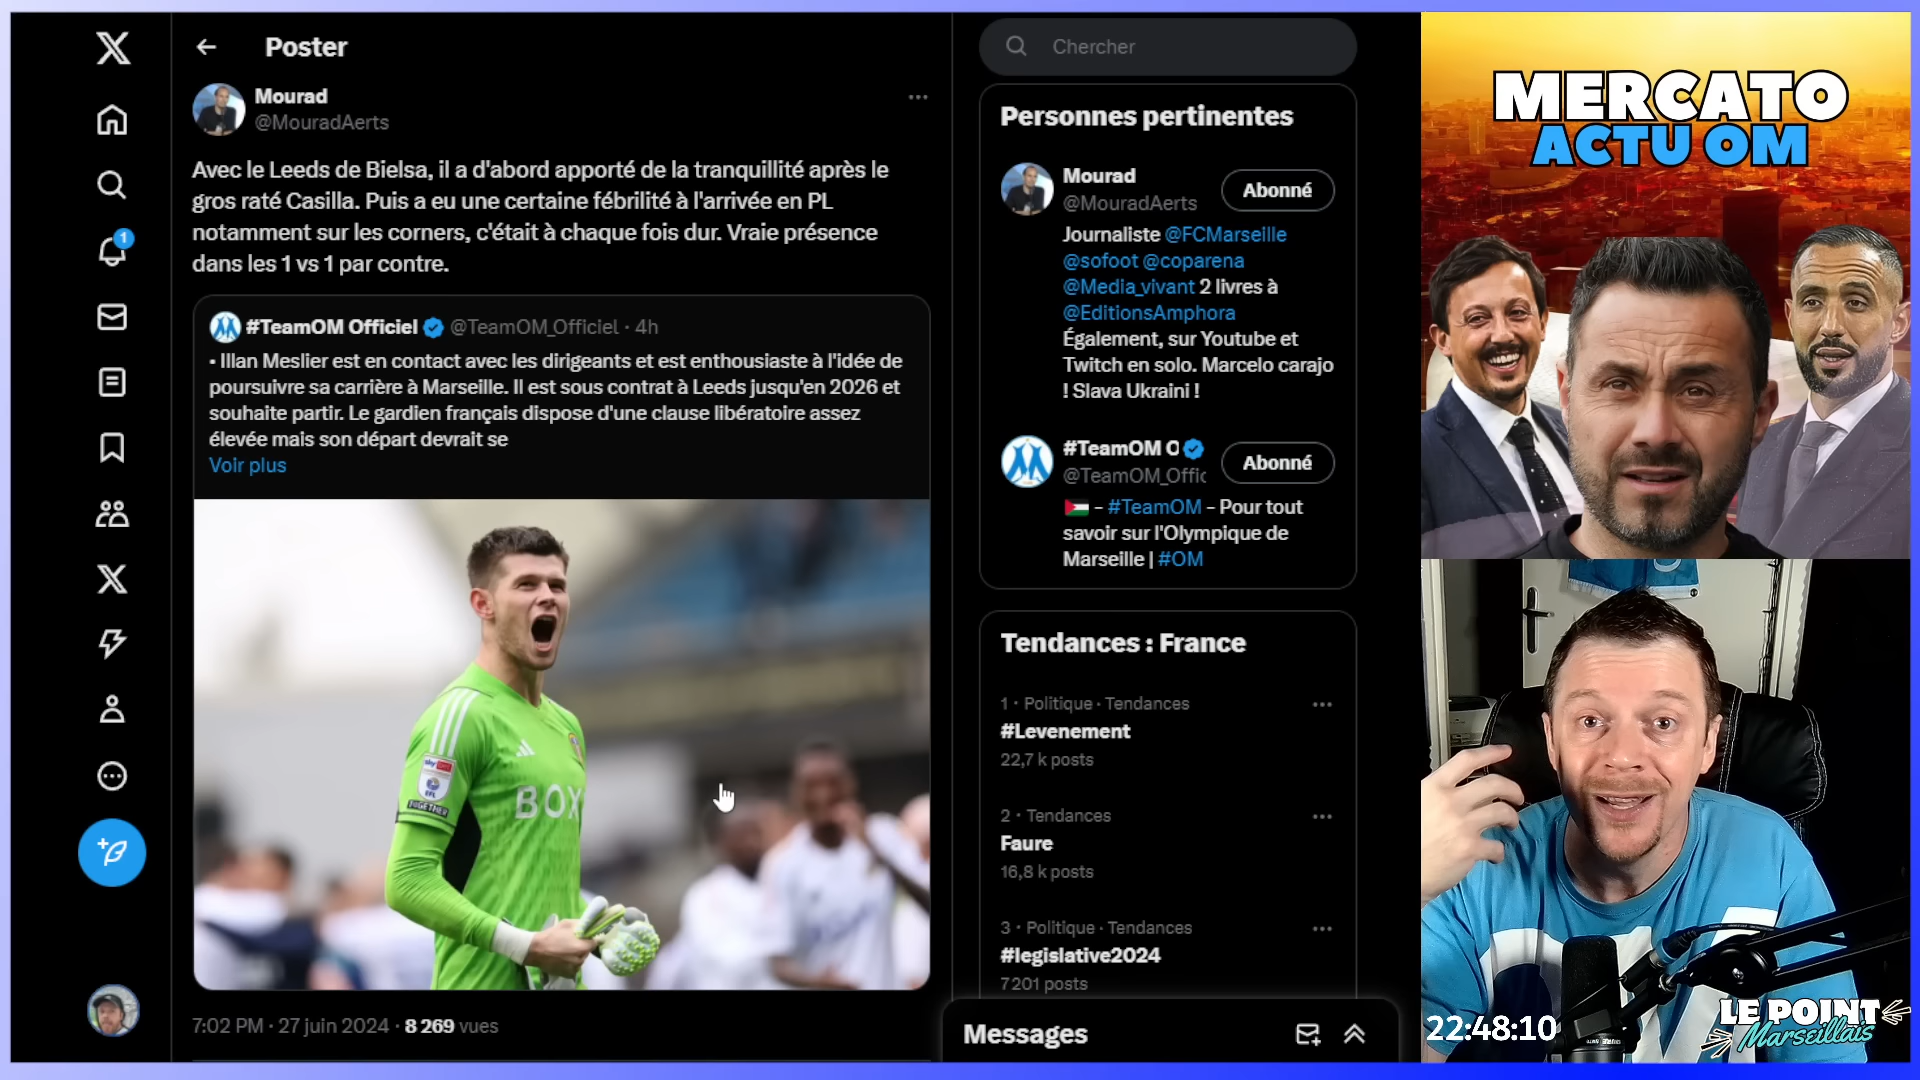 Poster
Mourad
@MouradAerts
Avec le Leeds de Bielsa, il a d'abord apporté de la tranquillité après le
gros raté Casilla. Puis a eu une certaine fébrilité à l'arrivée en PL
notamment sur les corners, c'était à chaque fois dur. Vraie présence
dans les 1 vs 1 par contre.
#TeamOM Officiel @TeamOM_Officiel · 4h
• Illan Meslier est en contact avec les dirigeants et est enthousiaste à l'idée de
poursuivre sa carrière à Marseille. Il est sous contrat à Leeds jusqu'en 2026 et
souhaite partir. Le gardien français dispose d'une clause libératoire assez
élevée mais son départ devrait se
Voir plus
sky BET
EFL
TOGETHER
BOX
7:02 PM · 27 juin 2024 · 8 269 vues
1
Chercher
Personnes pertinentes
Mourad
@MouradAerts
Abonné
Journaliste @FCMarseille
@sofoot @coparena
@Media_vivant 2 livres à
@EditionsAmphora
Également, sur Youtube et
Twitch en solo. Marcelo carajo
! Slava Ukraini !
#TeamOM O
@TeamOM_Offic
Abonné
– #TeamOM – Pour tout
savoir sur l'Olympique de
Marseille | #OM
Tendances : France
1 · Politique · Tendances
#Levenement
22,7 k posts
2 · Tendances
Faure
16,8 k posts
3 · Politique · Tendances
#legislative2024
7 201 posts
Messages
MERCATO
ACTU OM
22:48:10
LE POINT
Marseillais